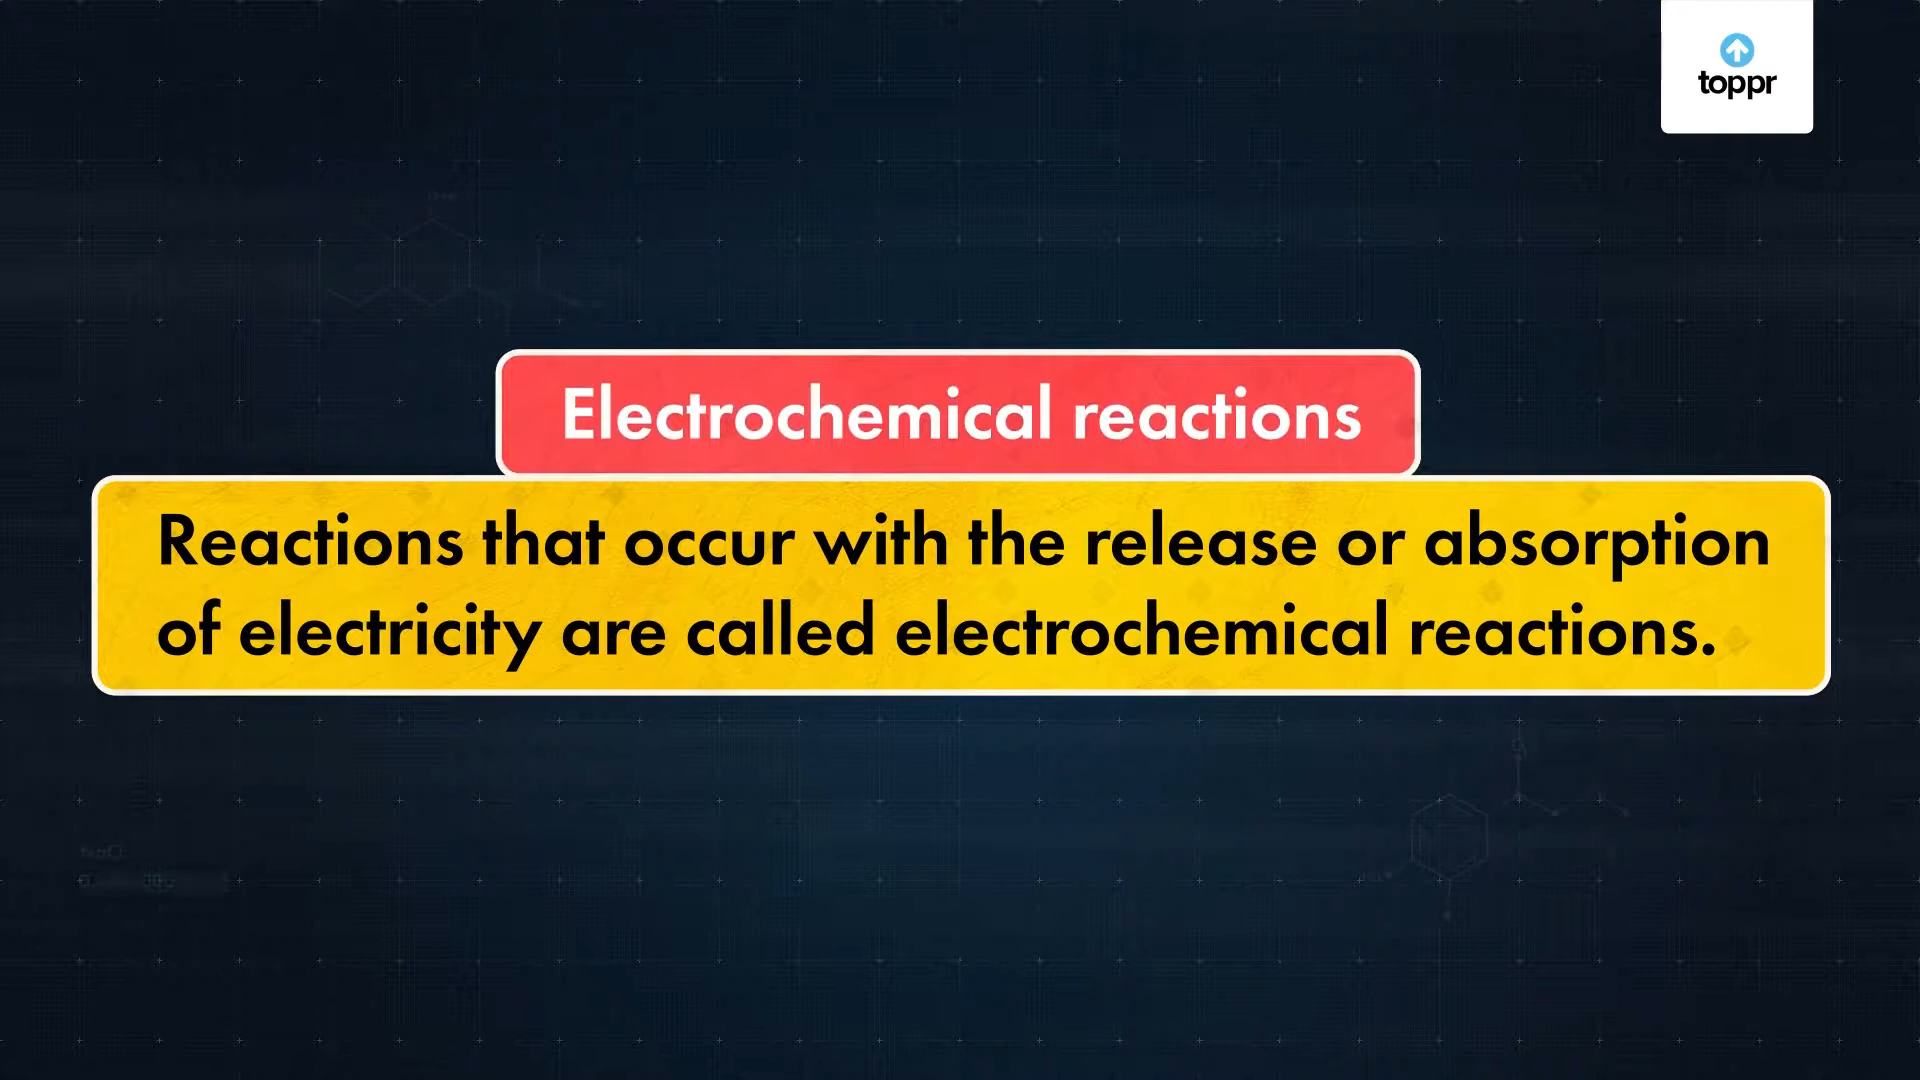 toppr
Electrochemical reactions
Reactions that occur with the release or absorption
of electricity are called electrochemical reactions.